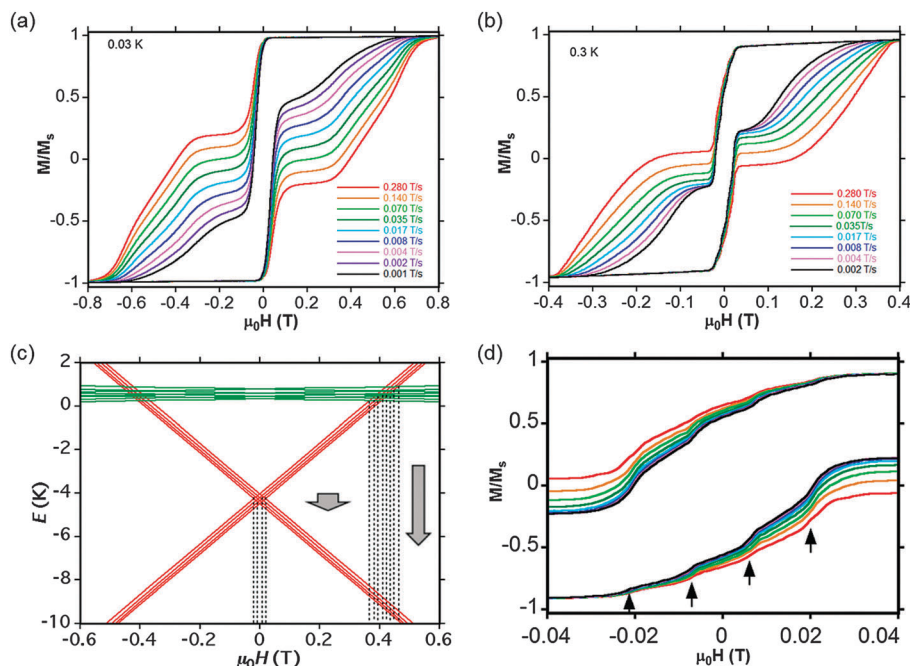 (a)
0.03 K
M/Ms
1
0.5
0
-0.5
-1
0.280 T/s
0.140 T/s
0.070 T/s
0.035 T/s
0.017 T/s
0.008 T/s
0.004 T/s
0.002 T/s
0.001 T/s
-0.8 -0.6 -0.4 -0.2 0 0.2 0.4 0.6 0.8
μ₀H (T)
(b)
0.3 K
M/Ms
1
0.5
0
-0.5
-1
0.280 T/s
0.140 T/s
0.070 T/s
0.035T/s
0.017 T/s
0.008 T/s
0.004 T/s
0.002 T/s
-0.4 -0.3 -0.2 -0.1 0 0.1 0.2 0.3 0.4
μ₀H (T)
(c)
E (K)
2
0
-2
-4
-6
-8
-10
-0.6 -0.4 -0.2 0 0.2 0.4 0.6
μ₀H (T)
(d)
M/Ms
1
0.5
0
-0.5
-1
-0.04 -0.02 0 0.02 0.04
μ₀H (T)